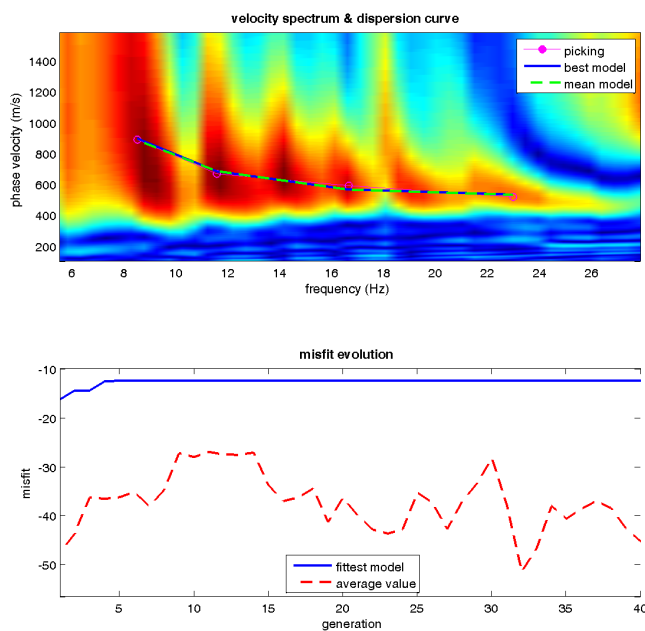 velocity spectrum & dispersion curve
1400
1200
1000
800
600
400
200
phase velocity (m/s)
picking
best model
mean model
6 8 10 12 14 16 18 20 22 24 26
frequency (Hz)
misfit evolution
-10
-20
-30
-40
-50
misfit
fittest model
average value
5 10 15 20 25 30 35 40
generation